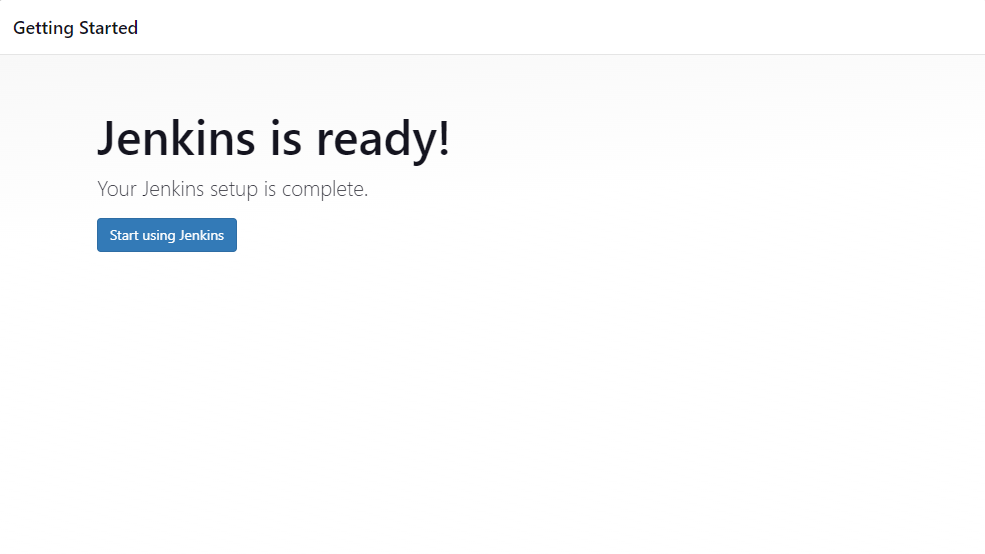 Getting Started
Jenkins is ready!
Your Jenkins setup is complete.
Start using Jenkins